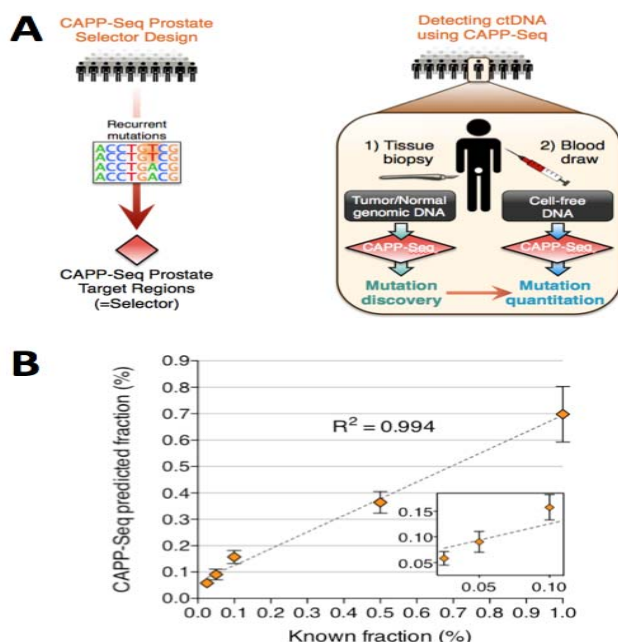 A
CAPP-Seq Prostate
Selector Design
Recurrent
mutations
ACCTGTCG
ACCTGTCG
ACCTGACG
ACCTGACG
CAPP-Seq Prostate
Target Regions
(=Selector)
Detecting ctDNA
using CAPP-Seq
1) Tissue
biopsy
2) Blood
draw
Tumor/Normal
genomic DNA
Cell-free
DNA
CAPP-Seq
CAPP-Seq
Mutation
discovery
Mutation
quantitation
B
CAPP-Seq predicted fraction (%)
0.9
0.8
0.7
0.6
0.5
0.4
0.3
0.2
0.1
0.0
R² = 0.994
0.15
0.10
0.05
0.05 0.10
0.0 0.1 0.2 0.3 0.4 0.5 0.6 0.7 0.8 0.9 1.0
Known fraction (%)